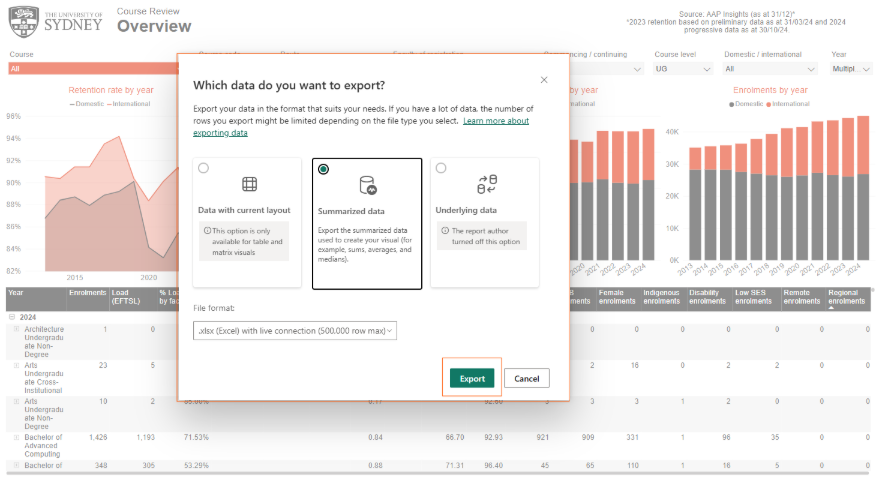 THE UNIVERSITY OF
SYDNEY
Course Review
Overview
Source: AAP Insights (as at 31/12)*
*2023 retention based on preliminary data as at 31/03/24 and 2024
progressive data as at 30/10/24.
Course
continuing
Course level
Domestic / international
Year
All
UG
All
Multipl...
Retention rate by year
Domestic International
96%
94%
92%
90%
88%
86%
84%
82%
2015
2020
Which data do you want to export?
Export your data in the format that suits your needs. If you have a lot of data, the number of
rows you export might be limited depending on the file type you select. Learn more about
exporting data
Data with current layout
This option is only
available for table and
matrix visuals
Summarized data
Export the summarized data
used to create your visual (for
example, sums, averages, and
medians).
Underlying data
The report author
turned off this option
File format:
.xlsx (Excel) with live connection (500,000 row max)
Export
Cancel
2020 2021 2022 2023 2024
Enrolments by year
Domestic International
40K
30K
20K
10K
0K
2013 2014 2015 2016 2017 2018 2019 2020 2021 2022 2023 2024
Year Enrolments Load (EFTSL) Female enrolments Indigenous enrolments Disability enrolments Low SES enrolments Remote enrolments Regional enrolments
2024
Architecture Undergradu ate Non- Degree 1 0 0 0 0 0 0 0
Arts Undergradu ate Cross- Institutional 23 5 2 16 0 2 2 0 0
Arts Undergradu ate Non- Degree 10 2 3 3 1 2 0 0
Bachelor of Advanced Computing 1,426 1,193 71.53% 0.84 66.70 92.93 921 909 331 1 96 35 0 0
Bachelor of 348 305 53.29% 0.88 71.31 96.40 45 65 110 1 16 5 0 0